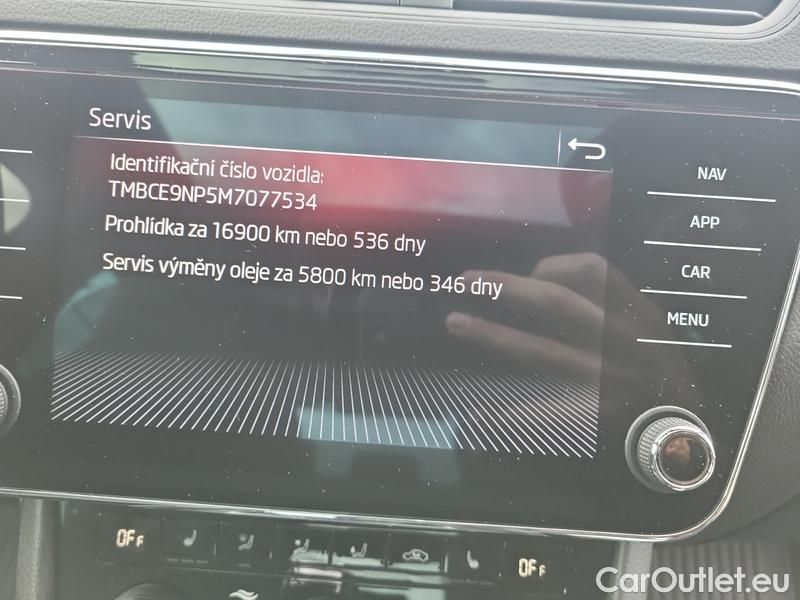 Servis
Identifikační číslo vozidla:
TMBCE9NP5M7077534
Prohlídka za 16900 km nebo 536 dny
Servis výměny oleje za 5800 km nebo 346 dny
NAV
APP
CAR
MENU
OFF
OFF
CarOutlet.eu